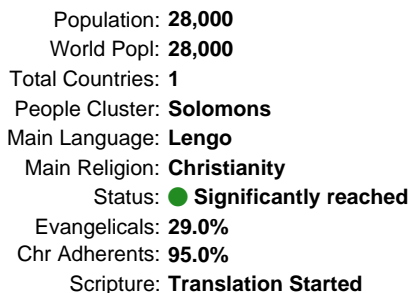 Population: 28,000
World Popl: 28,000
Total Countries: 1
People Cluster: Solomons
Main Language: Lengo
Main Religion: Christianity
Status: Significantly reached
Evangelicals: 29.0%
Chr Adherents: 95.0%
Scripture: Translation Started